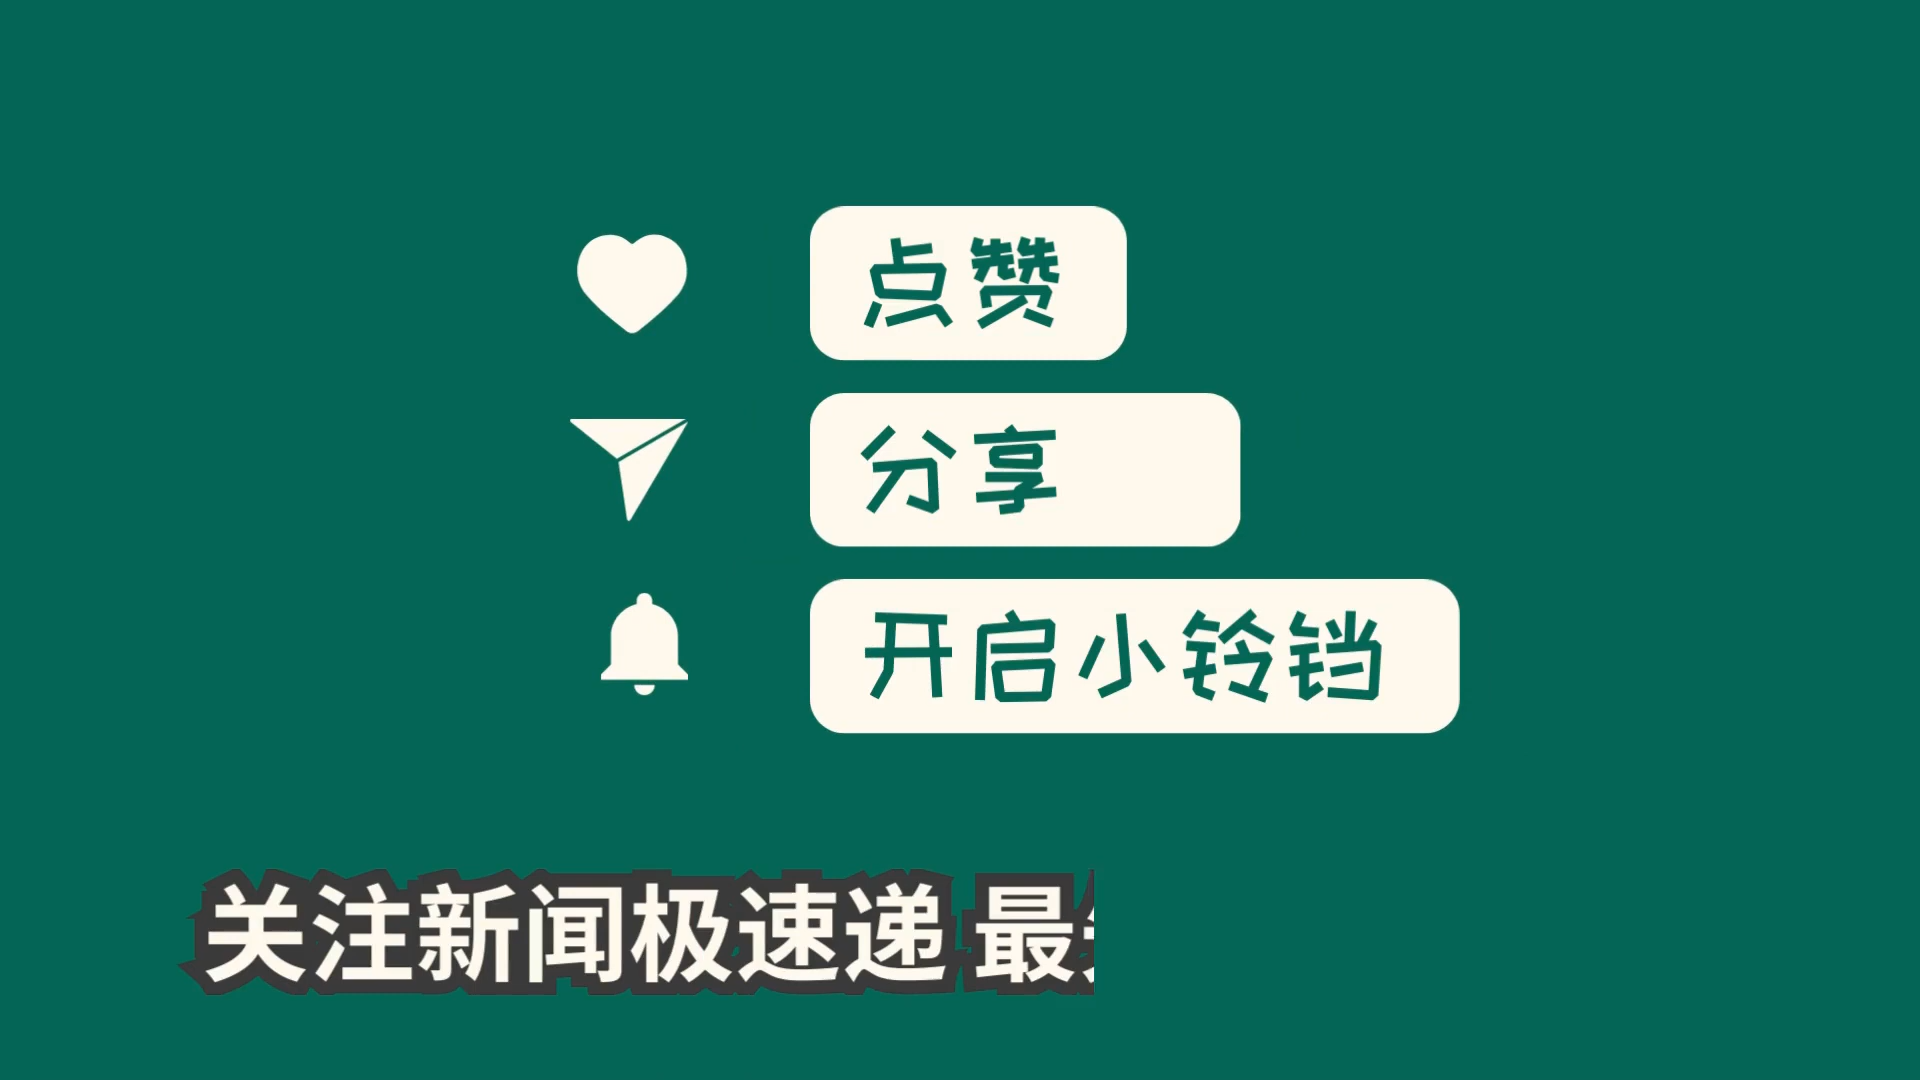 点赞
分享
开启小铃铛
关注新闻极速递 最